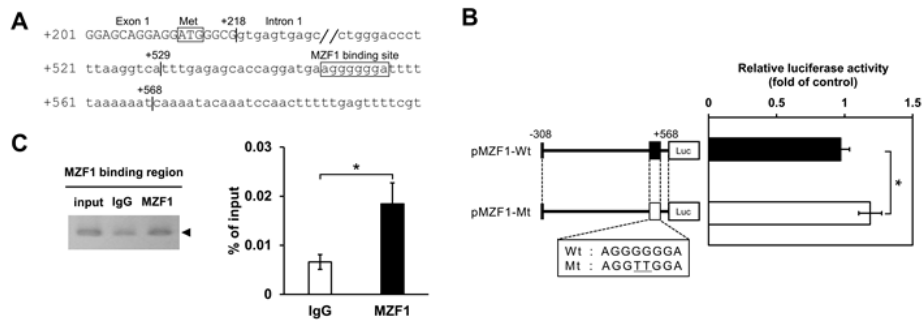 A
Exon 1 Met +218 Intron 1
+201 GGAGCAGGAGGATGGGCGgtgagtgagc//ctgggaccct
+529 MZF1 binding site
+521 ttaaggtcatttgagagcaccaggatgaagggggggatttt
+568
+561 taaaaaatcaaaatacaaatccaactttttgagttttcgt
B
Relative luciferase activity
(fold of control)
0 0.5 1 1.5
-308 +568
pMZF1-Wt Luc
pMZF1-Mt Luc
*
Wt : AGGGGGGA
Mt : AGGTTGGA
C
MZF1 binding region
input IgG MZF1
% of input
0.03
0.02
0.01
0
*
IgG MZF1